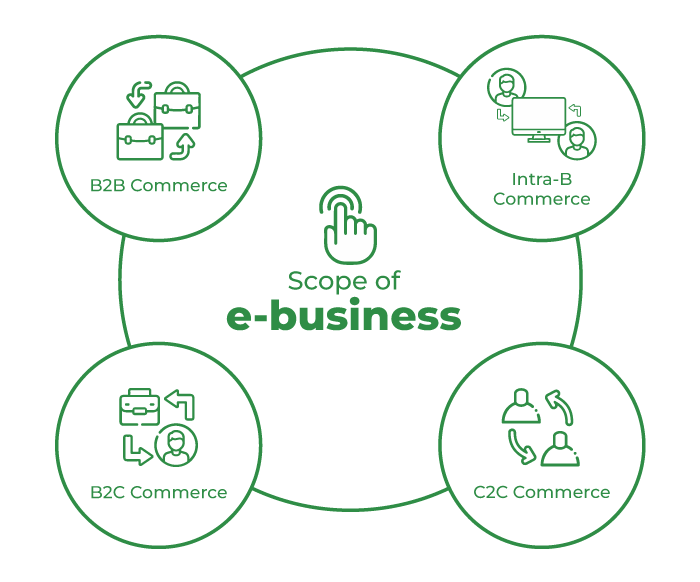 B2B Commerce
Intra-B
Commerce
Scope of
e-business
B2C Commerce
C2C Commerce